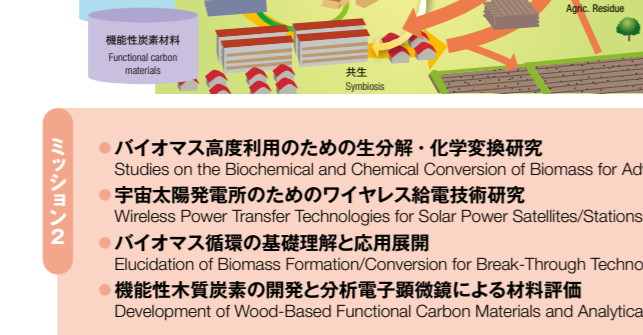 Agric. Residue
機能性炭素材料
Functional carbon
materials
共生
Symbiosis
ミッション2
バイオマス高度利用のための生分解・化学変換研究
Studies on the Biochemical and Chemical Conversion of Biomass for Ad
宇宙太陽発電所のためのワイヤレス給電技術研究
Wireless Power Transfer Technologies for Solar Power Satellites/Stations
バイオマス循環の基礎理解と応用展開
Elucidation of Biomass Formation/Conversion for Break-Through Techno
機能性木質炭素の開発と分析電子顕微鏡による材料評価
Development of Wood-Based Functional Carbon Materials and Analytica